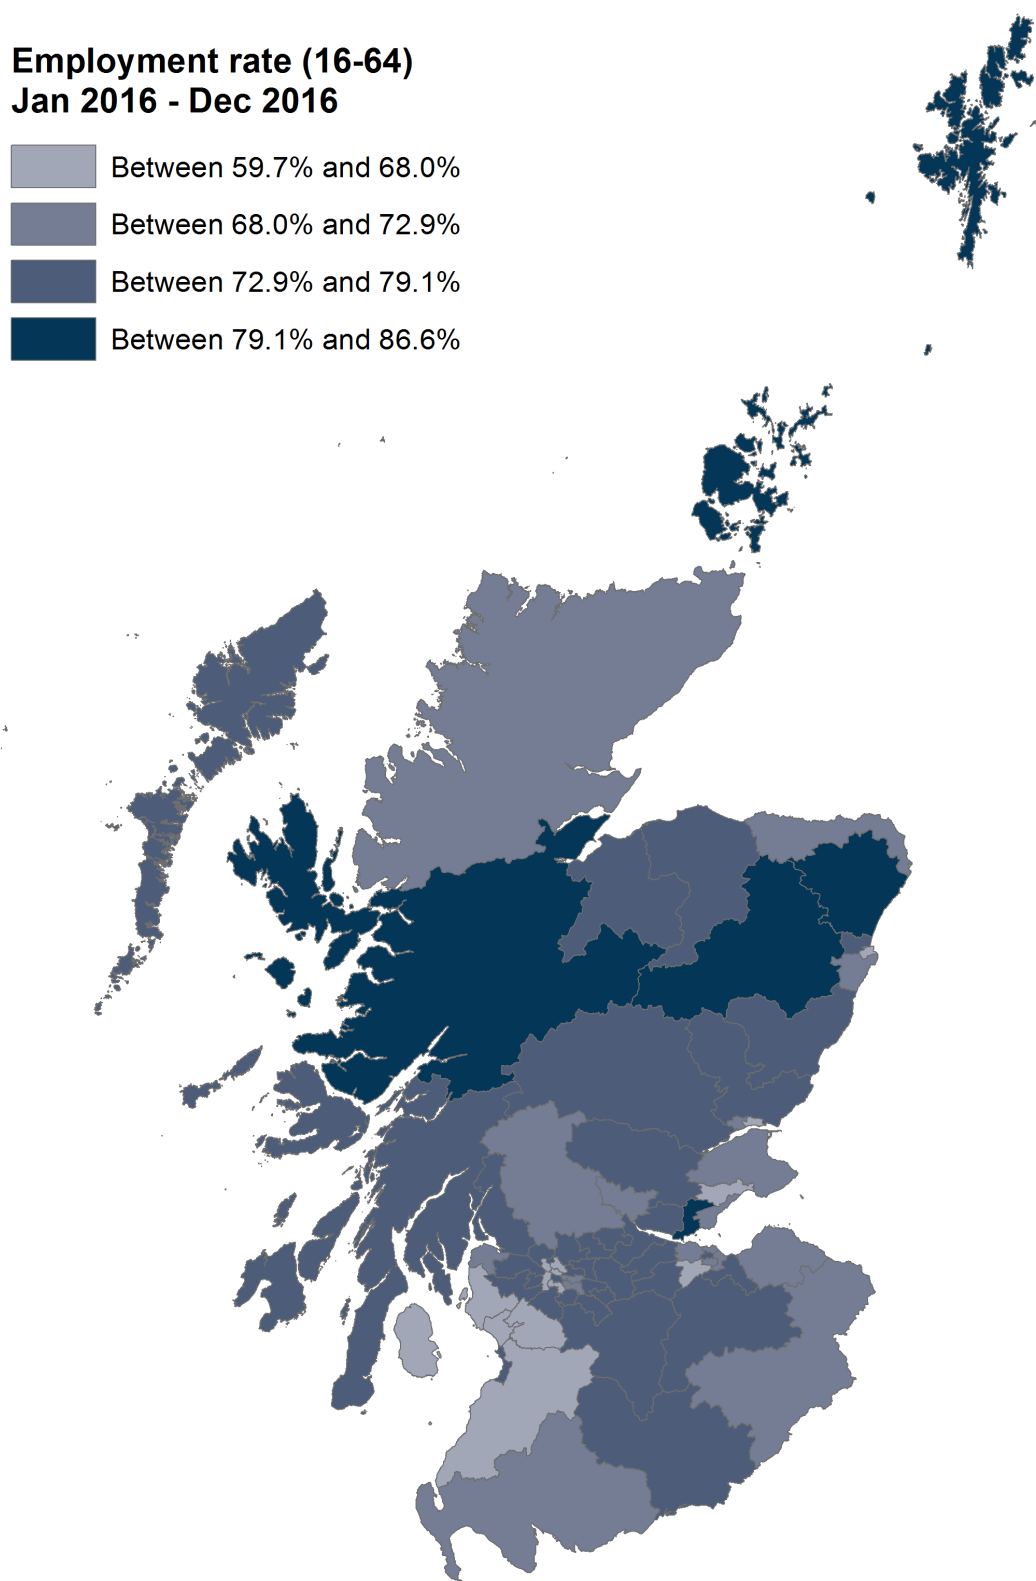 Employment rate (16-64)
Jan 2016 - Dec 2016
Between 59.7% and 68.0%
Between 68.0% and 72.9%
Between 72.9% and 79.1%
Between 79.1% and 86.6%